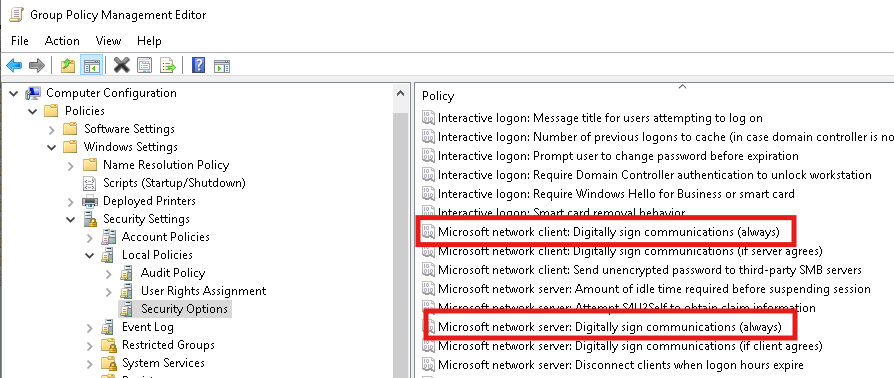 Group Policy Management Editor
File Action View Help
Computer Configuration
Policies
Software Settings
Windows Settings
Name Resolution Policy
Scripts (Startup/Shutdown)
Deployed Printers
Security Settings
Account Policies
Local Policies
Audit Policy
User Rights Assignment
Security Options
Event Log
Restricted Groups
System Services
Policy
Interactive logon: Message title for users attempting to log on
Interactive logon: Number of previous logons to cache (in case domain controller is no
Interactive logon: Prompt user to change password before expiration
Interactive logon: Require Domain Controller authentication to unlock workstation
Interactive logon: Require Windows Hello for Business or smart card
Interactive logon: Smart card removal behavior
Microsoft network client: Digitally sign communications (always)
Microsoft network client: Digitally sign communications (if server agrees)
Microsoft network client: Send unencrypted password to third-party SMB servers
Microsoft network server: Amount of idle time required before suspending session
Microsoft network server: Attempt S4U2Self to obtain claim information
Microsoft network server: Digitally sign communications (always)
Microsoft network server: Digitally sign communications (if client agrees)
Microsoft network server: Disconnect clients when logon hours expire